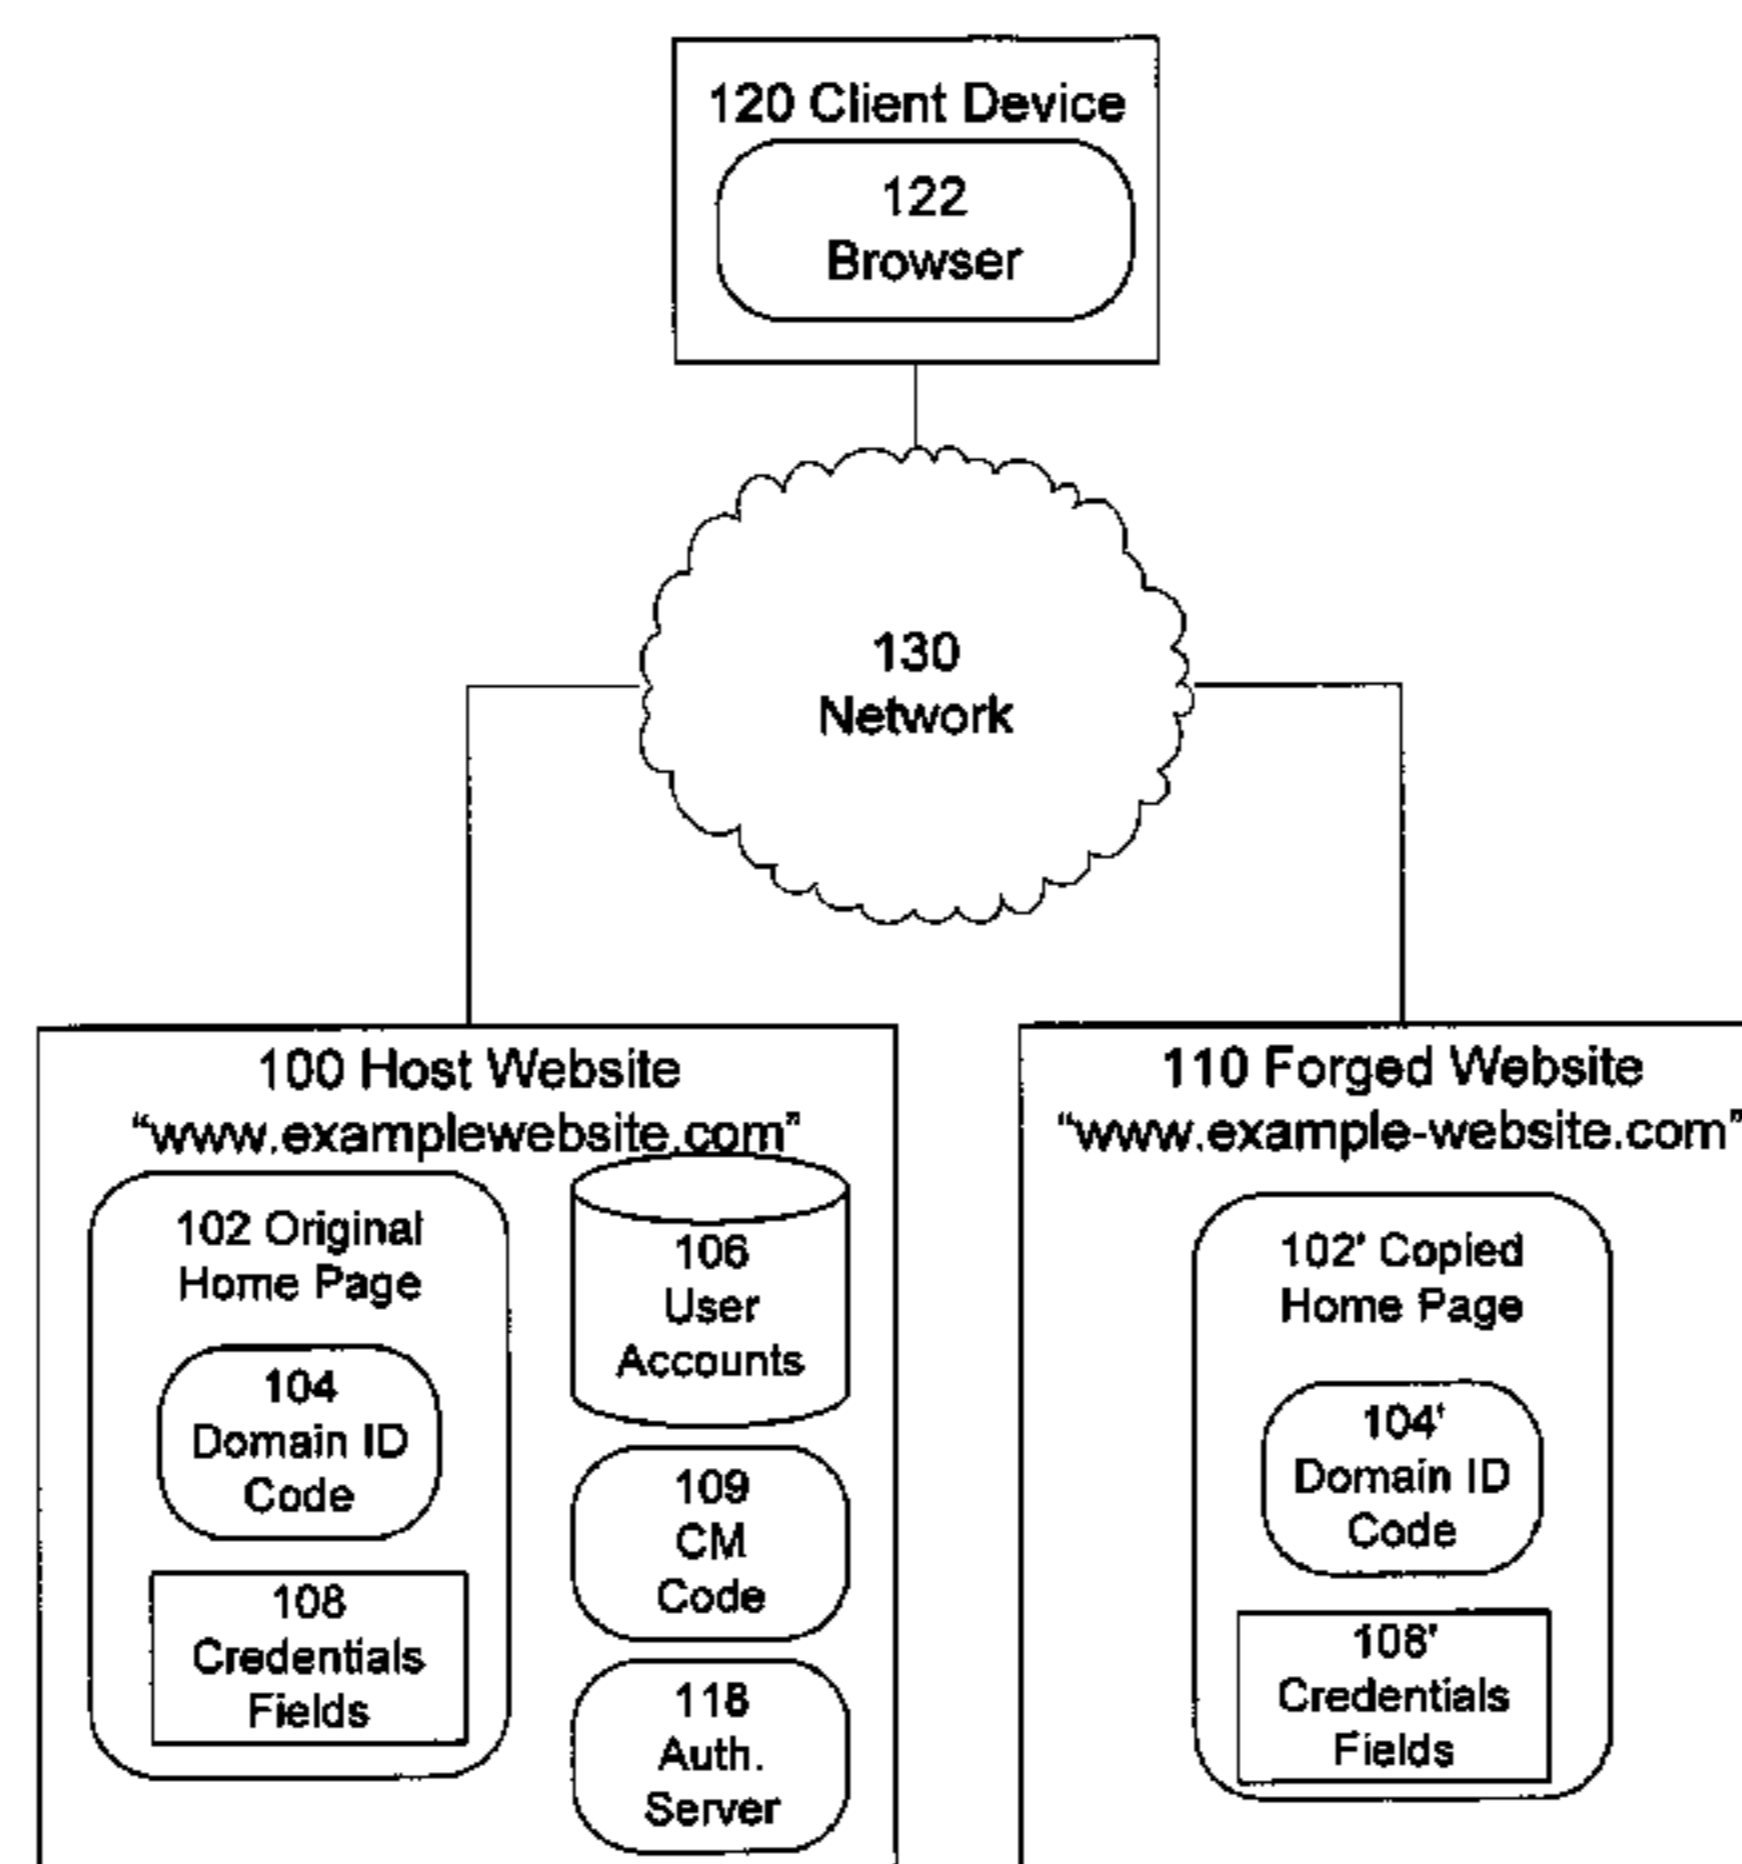 120 Client Device
122
Browser
130
Network
100 Host Website
“www.examplewebsite.com”
102 Original
Home Page
104
Domain ID
Code
108
Credentials
Fields
106
User
Accounts
109
CM
Code
118
Auth.
Server
110 Forged Website
“www.example-website.com”
102' Copied
Home Page
104'
Domain ID
Code
108'
Credentials
Fields